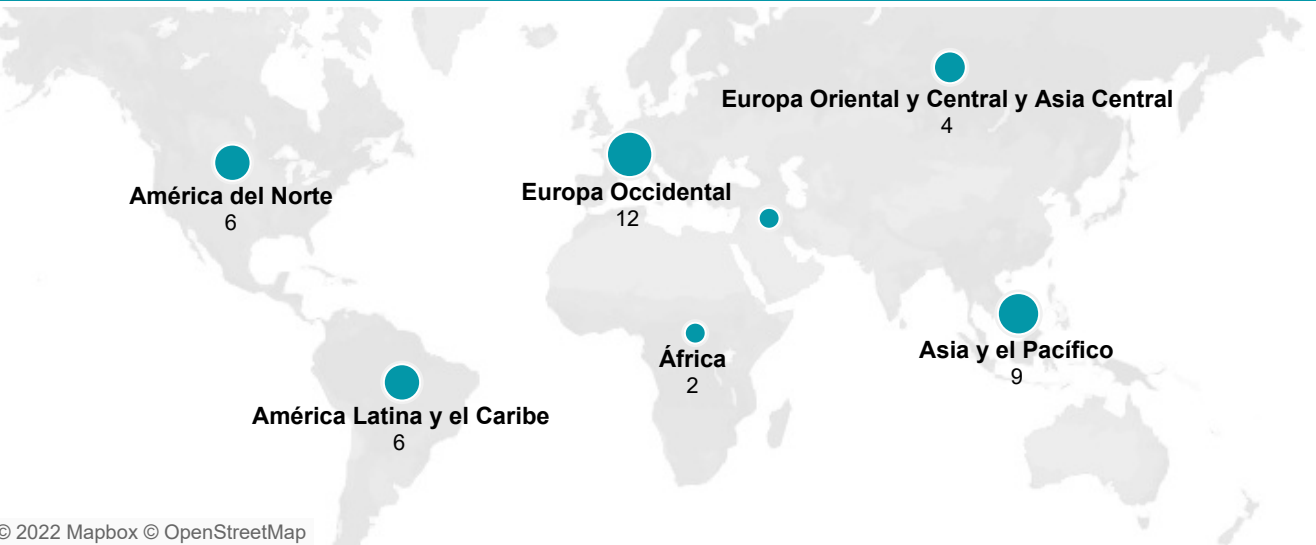 Europa Oriental y Central y Asia Central
4
América del Norte
6
Europa Occidental
12
Asia y el Pacífico
9
África
2
América Latina y el Caribe
6
© 2022 Mapbox © OpenStreetMap